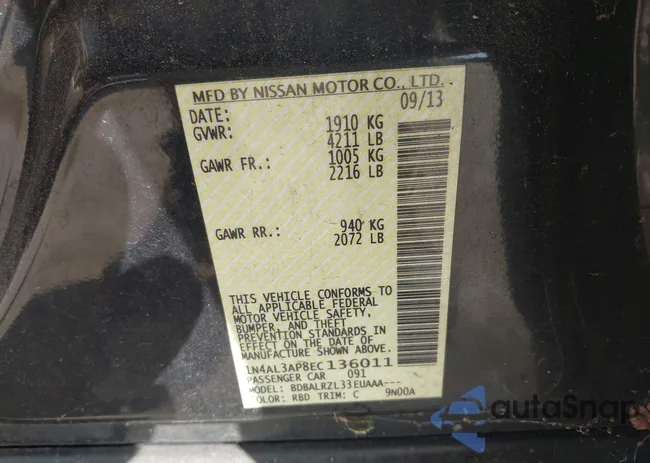 MFD BY NISSAN MOTOR CO., LTD.
DATE: 09/13
GVWR: 1910 KG
4211 LB
GAWR FR.: 1005 KG
2216 LB
GAWR RR.: 940 KG
2072 LB
THIS VEHICLE CONFORMS TO
ALL APPLICABLE FEDERAL
MOTOR VEHICLE SAFETY,
BUMPER, AND THEFT
PREVENTION STANDARDS IN
EFFECT ON THE DATE OF
MANUFACTURE SHOWN ABOVE.
1N4AL3AP8EC136011
PASSENGER CAR 091
MODEL: BDBALRZL33EUAAA---
COLOR: RBD TRIM: C 9N00A
autoSnap